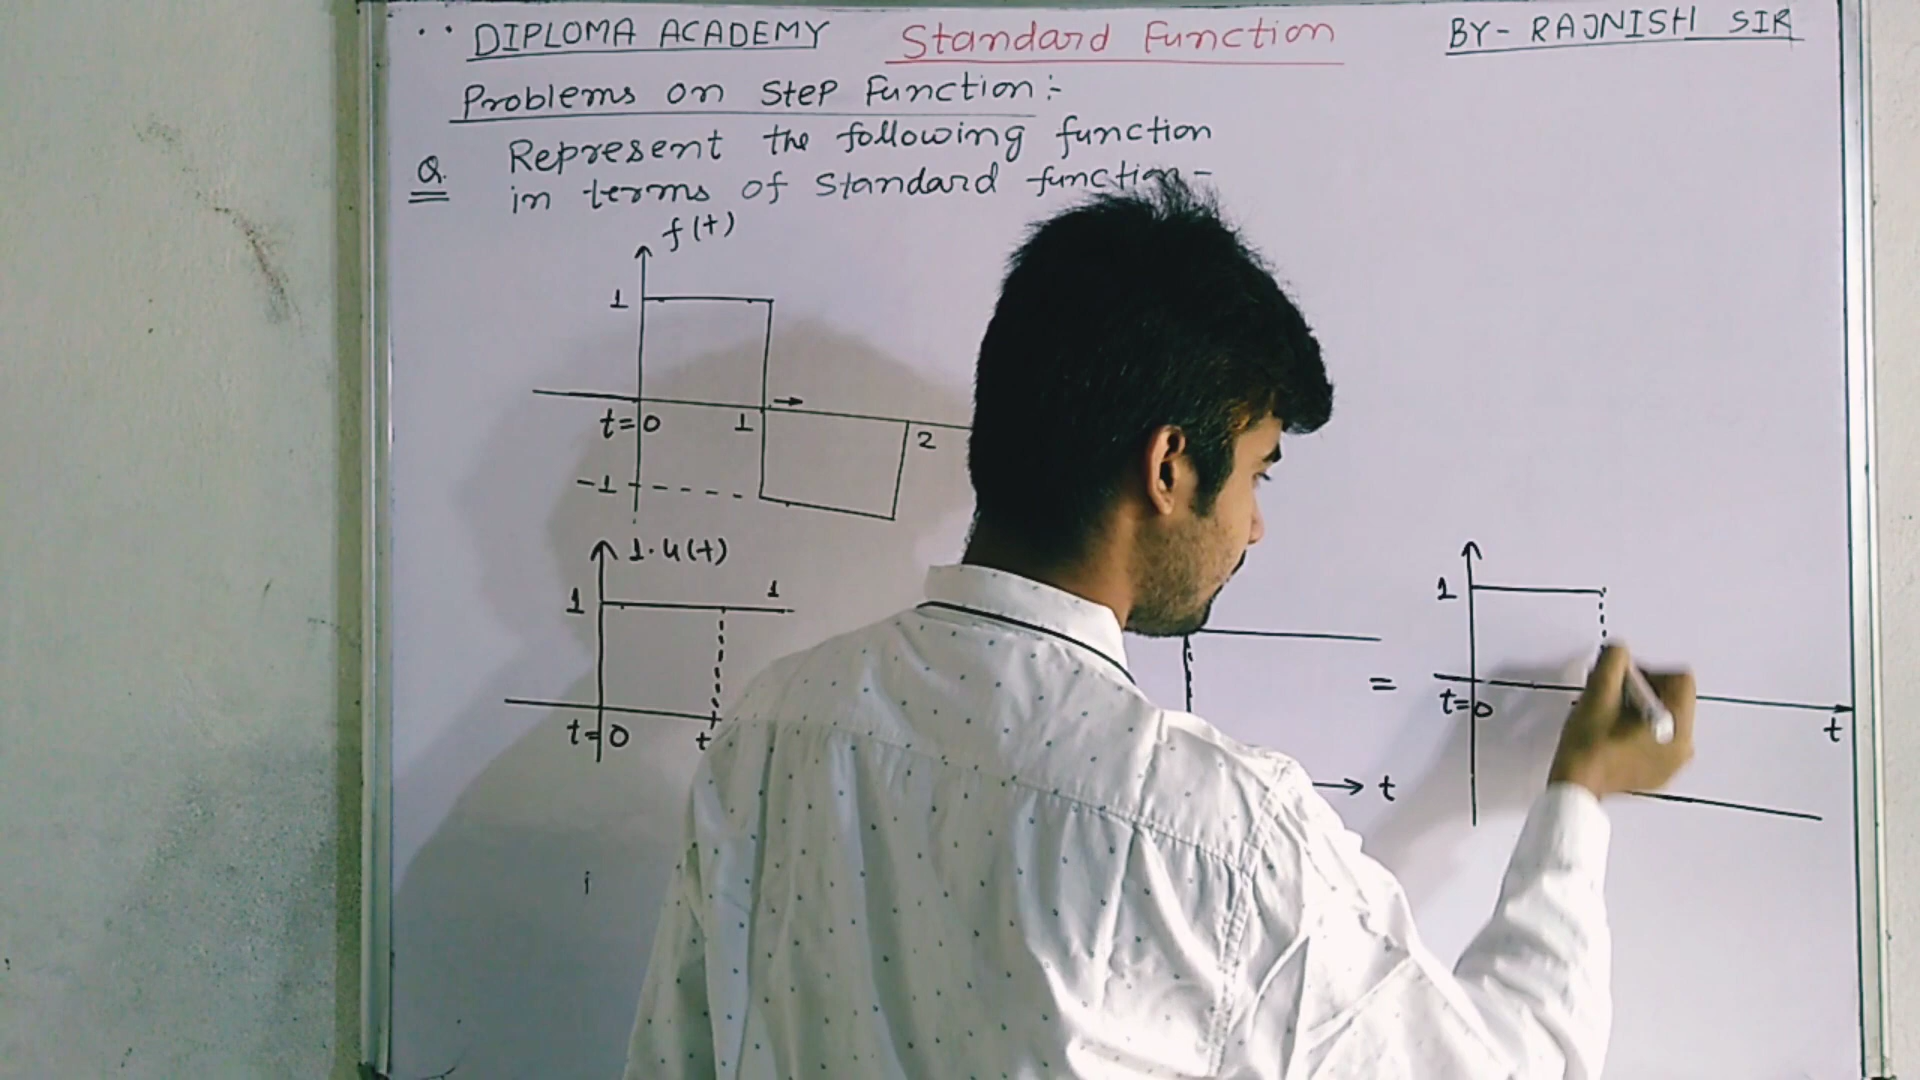 DIPLOMA ACADEMY Standard Function BY- RAJNISH SIR
Problems on Step Function :-
Q. Represent the following function
in terms of Standard function-
f(t)
1
t=0 1 2
-1
1·u(t)
1 1
t=0 t
=
t
1
t=0
t